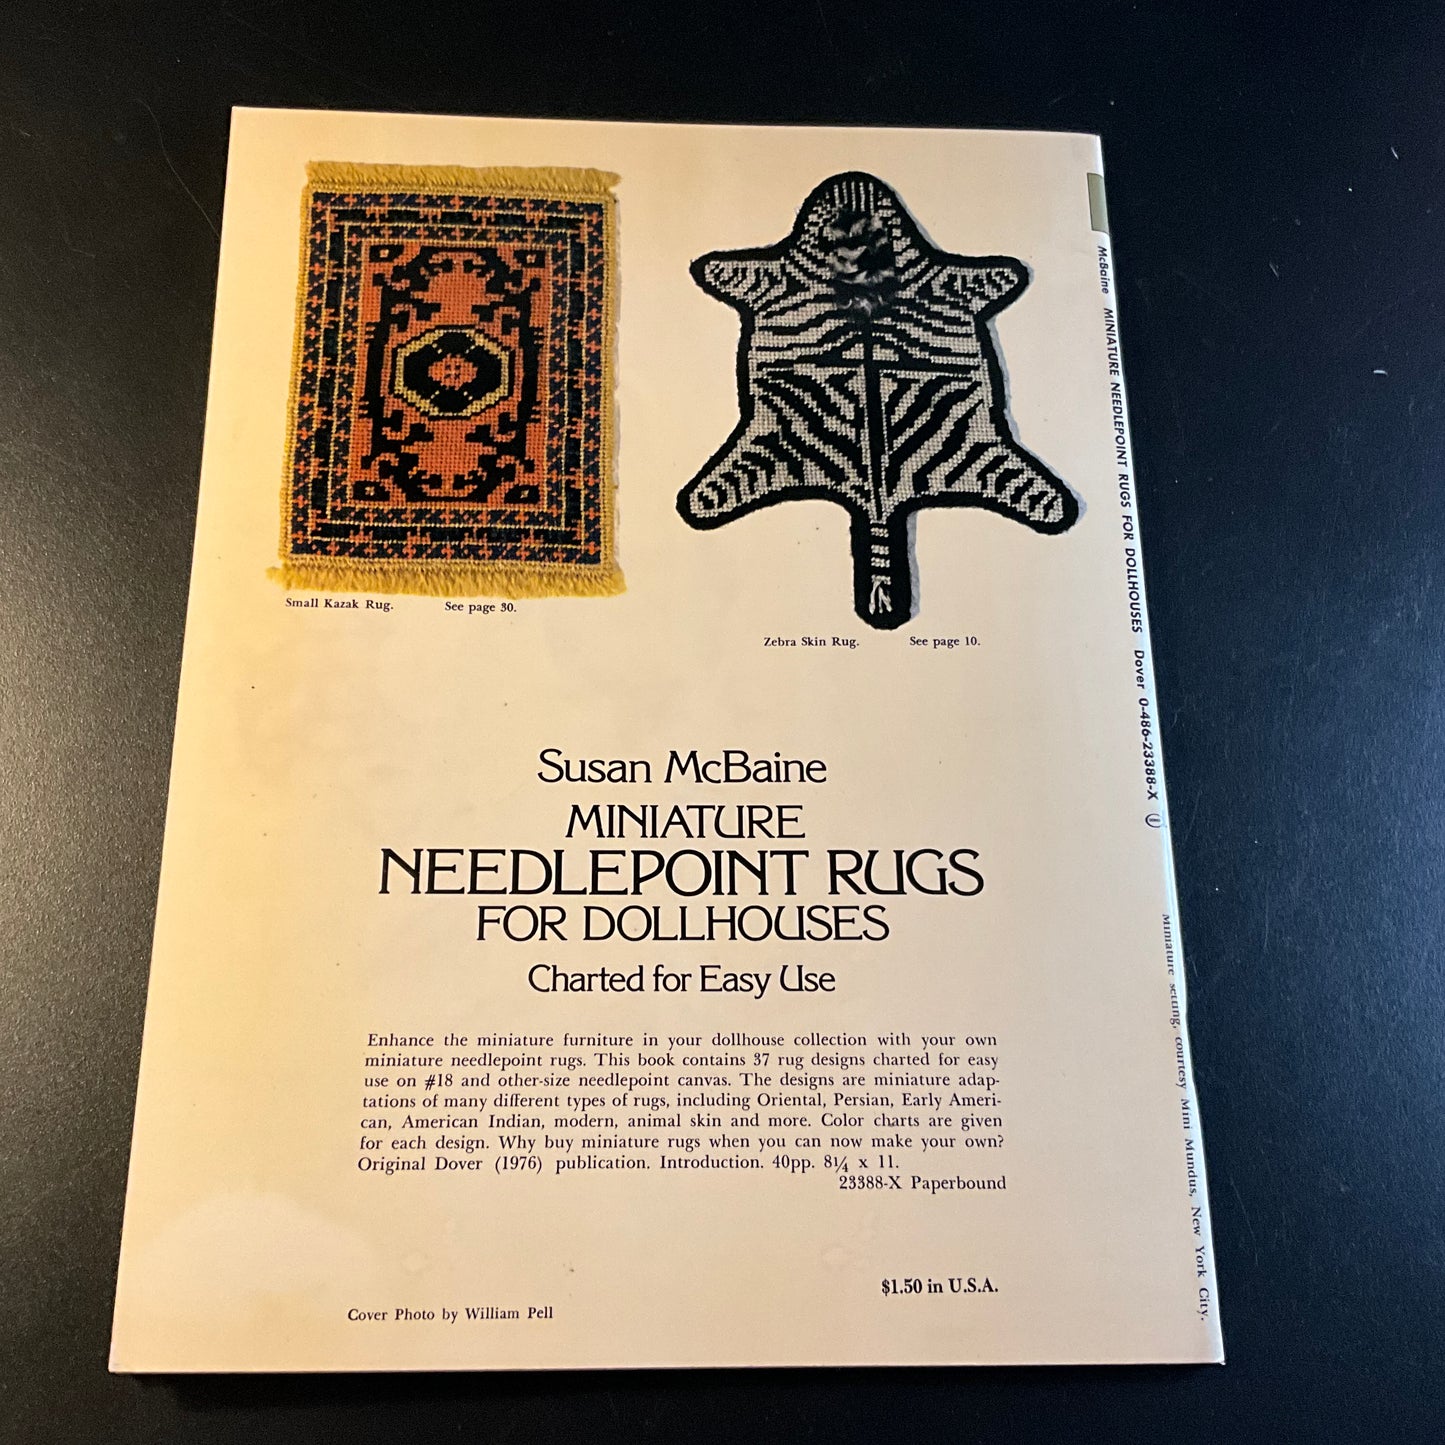 Small Kazak Rug. See page 30.
Zebra Skin Rug. See page 10.
Susan McBaine
MINIATURE
NEEDLEPOINT RUGS
FOR DOLLHOUSES
Charted for Easy Use
Enhance the miniature furniture in your dollhouse collection with your own
miniature needlepoint rugs. This book contains 37 rug designs charted for easy
use on #18 and other-size needlepoint canvas. The designs are miniature adap-
tations of many different types of rugs, including Oriental, Persian, Early Ameri-
can, American Indian, modern, animal skin and more. Color charts are given
for each design. Why buy miniature rugs when you can now make your own?
Original Dover (1976) publication. Introduction. 40pp. 8¼ x 11.
23388-X Paperbound
$1.50 in U.S.A.
Cover Photo by William Pell
McBaine MINIATURE NEEDLEPOINT RUGS FOR DOLLHOUSES Dover 0-486-23388-X
Miniature setting, courtesy Mini Mundus, New York City.